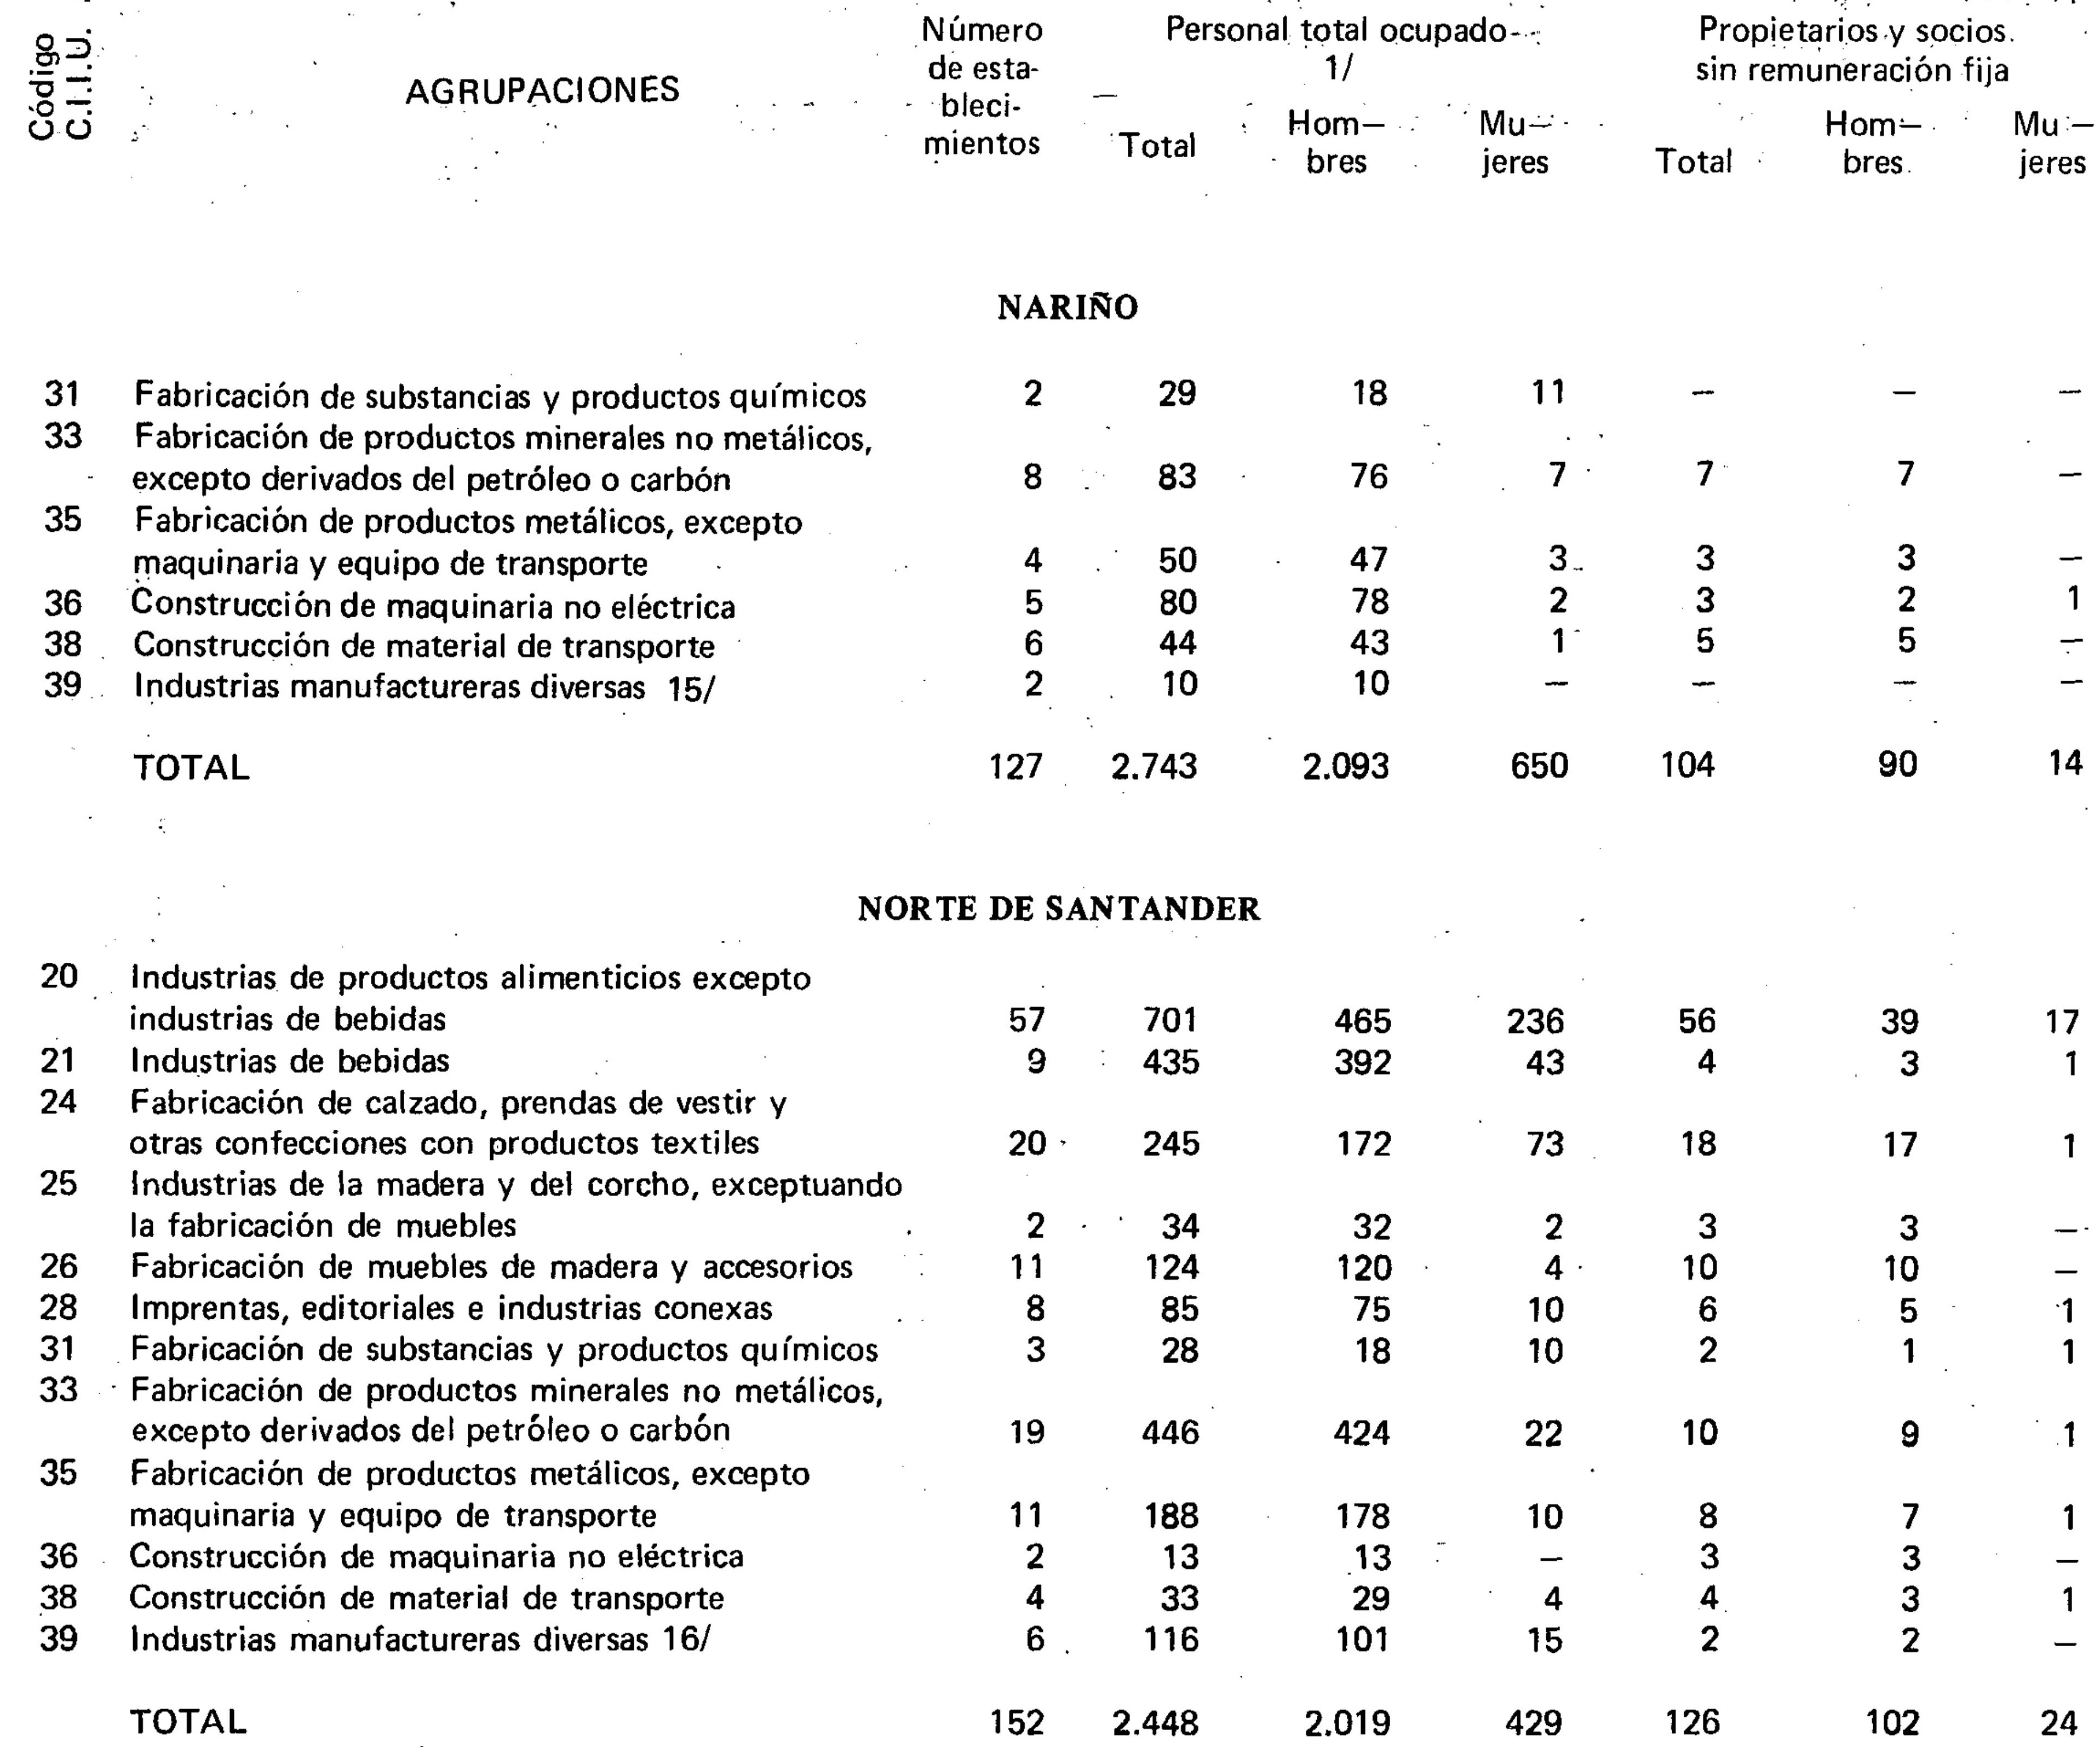 Código C.I.I.U. AGRUPACIONES Número de esta- bleci- mientos Personal total ocupado 1/ Propietarios y socios sin remuneración fija
Total Hom— bres Mu— jeres Total Hom— bres Mu— jeres
NARIÑO
31 Fabricación de substancias y productos químicos 2 29 18 11 — — —
33 Fabricación de productos minerales no metálicos,
excepto derivados del petróleo o carbón 8 83 76 7 7 7 —
35 Fabricación de productos metálicos, excepto
maquinaria y equipo de transporte 4 50 47 3 3 3 —
36 Construcción de maquinaria no eléctrica 5 80 78 2 3 2 1
38 Construcción de material de transporte 6 44 43 1 5 5 —
39 Industrias manufactureras diversas 15/ 2 10 10 — — — —
TOTAL 127 2.743 2.093 650 104 90 14
NORTE DE SANTANDER
20 Industrias de productos alimenticios excepto
industrias de bebidas 57 701 465 236 56 39 17
21 Industrias de bebidas 9 435 392 43 4 3 1
24 Fabricación de calzado, prendas de vestir y
otras confecciones con productos textiles 20 245 172 73 18 17 1
25 Industrias de la madera y del corcho, exceptuando
la fabricación de muebles 2 34 32 2 3 3 —
26 Fabricación de muebles de madera y accesorios 11 124 120 4 10 10 —
28 Imprentas, editoriales e industrias conexas 8 85 75 10 6 5 1
31 Fabricación de substancias y productos químicos 3 28 18 10 2 1 1
33 Fabricación de productos minerales no metálicos,
excepto derivados del petróleo o carbón 19 446 424 22 10 9 1
35 Fabricación de productos metálicos, excepto
maquinaria y equipo de transporte 11 188 178 10 8 7 1
36 Construcción de maquinaria no eléctrica 2 13 13 — 3 3 —
38 Construcción de material de transporte 4 33 29 4 4 3 1
39 Industrias manufactureras diversas 16/ 6 116 101 15 2 2 —
TOTAL 152 2.448 2.019 429 126 102 24